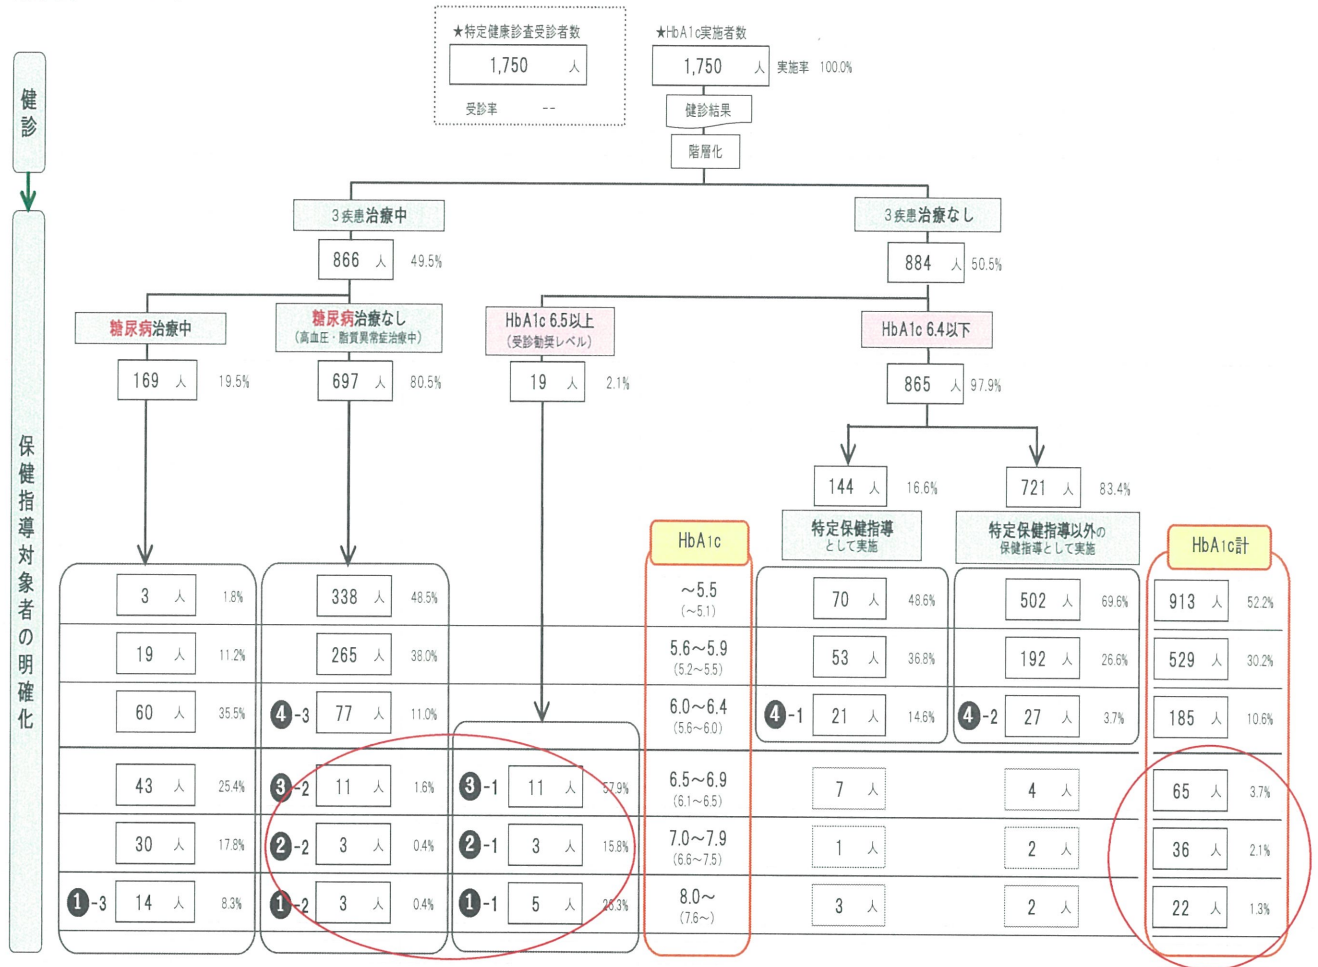 ★特定健康診査受診者数
1,750 人
受診率 --
★HbA1c実施者数
1,750 人 実施率 100.0%
健診結果
階層化
健診
保健指導対象者の明確化
3疾患治療中
866 人 49.5%
3疾患治療なし
884 人 50.5%
糖尿病治療中
169 人 19.5%
糖尿病治療なし
(高血圧・脂質異常症治療中)
697 人 80.5%
HbA1c 6.5以上
(受診勧奨レベル)
19 人 2.1%
HbA1c 6.4以下
865 人 97.9%
144 人 16.6%
721 人 83.4%
特定保健指導
として実施
特定保健指導以外の
保健指導として実施
HbA1c
HbA1c計
3 人 1.8% 338 人 48.5% ～5.5 70 人 48.6% 502 人 69.6% 913 人 52.2%
(～5.1)
19 人 11.2% 265 人 38.0% 5.6～5.9 53 人 36.8% 192 人 26.6% 529 人 30.2%
(5.2～5.5)
60 人 35.5% ❹-3 77 人 11.0% 6.0～6.4 ❹-1 21 人 14.6% ❹-2 27 人 3.7% 185 人 10.6%
(5.6～6.0)
43 人 25.4% ❸-2 11 人 1.6% ❸-1 11 人 57.9% 6.5～6.9 7 人 4 人 65 人 3.7%
(6.1～6.5)
30 人 17.8% ❷-2 3 人 0.4% ❷-1 3 人 15.8% 7.0～7.9 1 人 2 人 36 人 2.1%
(6.6～7.5)
❶-3 14 人 8.3% ❶-2 3 人 0.4% ❶-1 5 人 26.3% 8.0～ 3 人 2 人 22 人 1.3%
(7.6～)